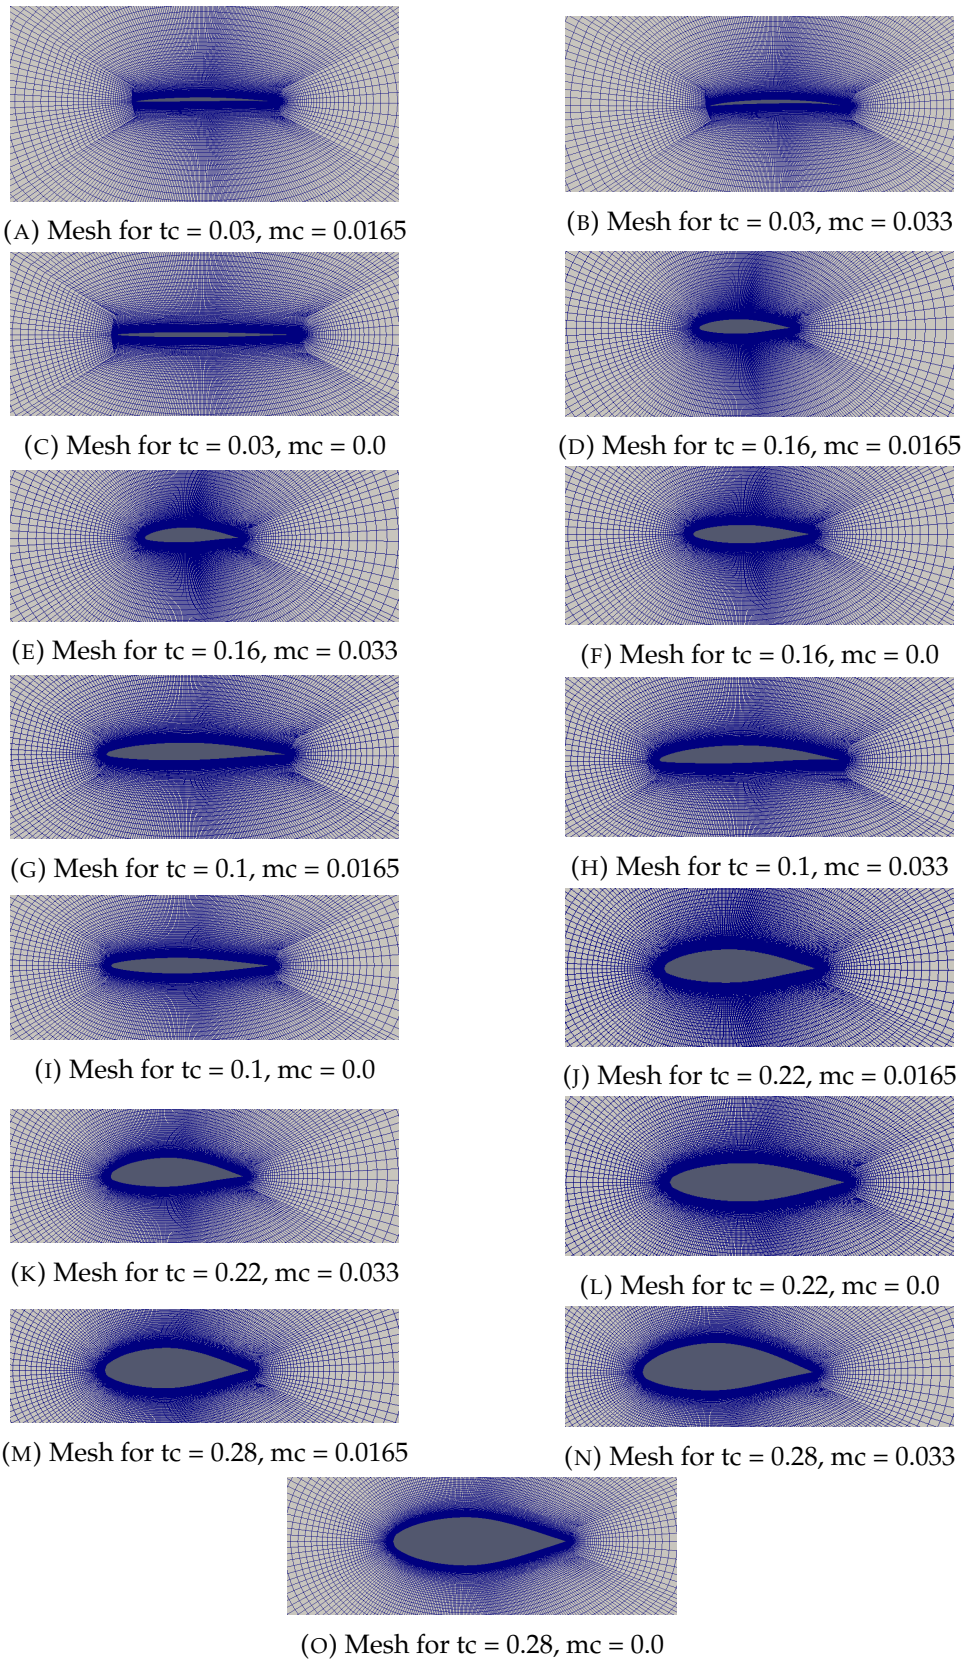 (A) Mesh for tc = 0.03, mc = 0.0165
(B) Mesh for tc = 0.03, mc = 0.033
(C) Mesh for tc = 0.03, mc = 0.0
(D) Mesh for tc = 0.16, mc = 0.0165
(E) Mesh for tc = 0.16, mc = 0.033
(F) Mesh for tc = 0.16, mc = 0.0
(G) Mesh for tc = 0.1, mc = 0.0165
(H) Mesh for tc = 0.1, mc = 0.033
(I) Mesh for tc = 0.1, mc = 0.0
(J) Mesh for tc = 0.22, mc = 0.0165
(K) Mesh for tc = 0.22, mc = 0.033
(L) Mesh for tc = 0.22, mc = 0.0
(M) Mesh for tc = 0.28, mc = 0.0165
(N) Mesh for tc = 0.28, mc = 0.033
(O) Mesh for tc = 0.28, mc = 0.0